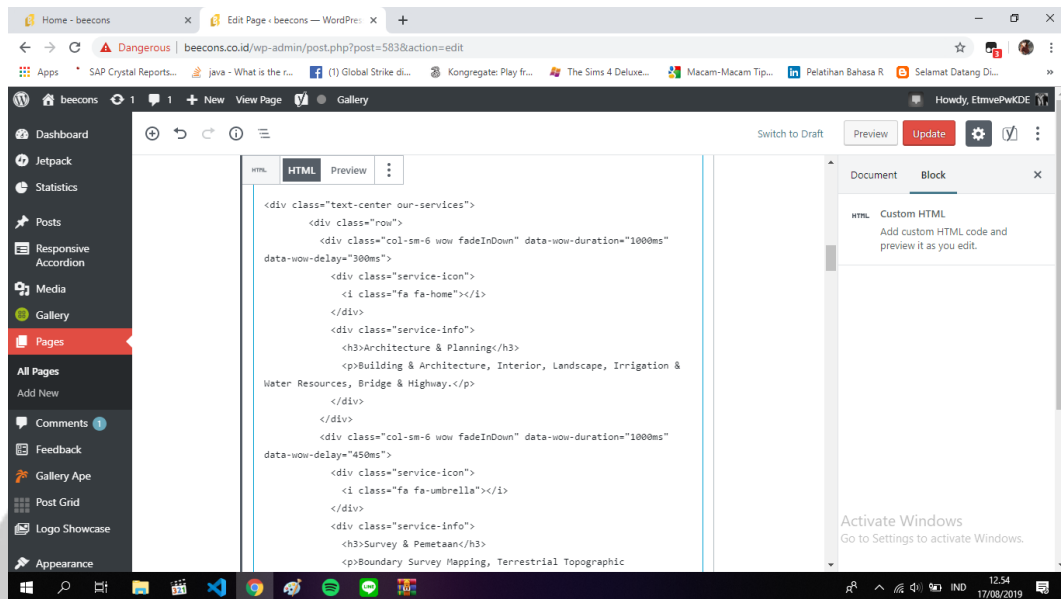 Home - beecons
Edit Page ‹ beecons — WordPres
Dangerous | beecons.co.id/wp-admin/post.php?post=583&action=edit
3
Apps SAP Crystal Reports... java - What is the r... (1) Global Strike di... Kongregate: Play fr... The Sims 4 Deluxe... Macam-Macam Tip... Pelatihan Bahasa R Selamat Datang Di... »
beecons 1 1 + New View Page Gallery Howdy, EtmvePwKDE
Dashboard
Jetpack
Statistics
Posts
Responsive
Accordion
Media
Gallery
Pages
All Pages
Add New
Comments 1
Feedback
Gallery Ape
Post Grid
Logo Showcase
Appearance
Switch to Draft Preview Update
HTML HTML Preview
<div class="text-center our-services">
<div class="row">
<div class="col-sm-6 wow fadeInDown" data-wow-duration="1000ms"
data-wow-delay="300ms">
<div class="service-icon">
<i class="fa fa-home"></i>
</div>
<div class="service-info">
<h3>Architecture & Planning</h3>
<p>Building & Architecture, Interior, Landscape, Irrigation &
Water Resources, Bridge & Highway.</p>
</div>
</div>
<div class="col-sm-6 wow fadeInDown" data-wow-duration="1000ms"
data-wow-delay="450ms">
<div class="service-icon">
<i class="fa fa-umbrella"></i>
</div>
<div class="service-info">
<h3>Survey & Pemetaan</h3>
<p>Boundary Survey Mapping, Terrestrial Topographic
Document Block
HTML Custom HTML
Add custom HTML code and
preview it as you edit.
Activate Windows
Go to Settings to activate Windows.
321
LINE
IND
12.54
17/08/2019